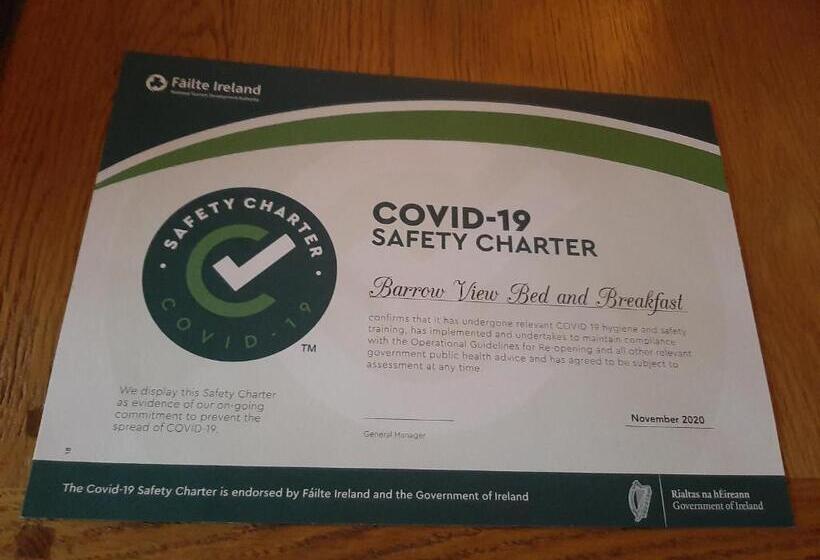 Fáilte Ireland
National Tourism Development Authority
SAFETY CHARTER
COVID-19
TM
COVID-19
SAFETY CHARTER
Barrow View Bed and Breakfast
confirms that it has undergone relevant COVID 19 hygiene and safety
training, has implemented and undertakes to maintain compliance
with the Operational Guidelines for Re-opening and all other relevant
government public health advice and has agreed to be subject to
assessment at any time
We display this Safety Charter
as evidence of our on-going
commitment to prevent the
spread of COVID-19.
General Manager
November 2020
The Covid-19 Safety Charter is endorsed by Fáilte Ireland and the Government of Ireland
Rialtas na hÉireann
Government of Ireland